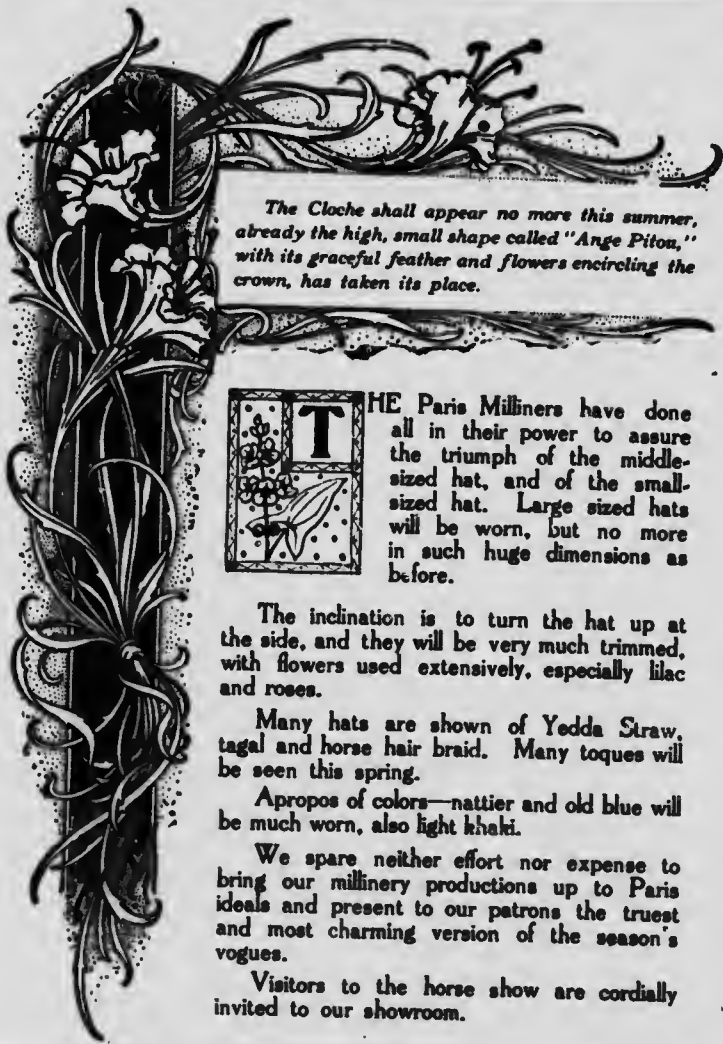 The Cloche shall appear no more this summer,
already the high, small shape called "Ange Pitou,"
with its graceful feather and flowers encircling the
crown, has taken its place.
THE Paris Milliners have done
all in their power to assure
the triumph of the middle-
sized hat, and of the small-
sized hat. Large sized hats
will be worn, but no more
in such huge dimensions as
before.
The inclination is to turn the hat up at
the side, and they will be very much trimmed,
with flowers used extensively, especially lilac
and roses.
Many hats are shown of Yedda Straw,
tagal and horse hair braid. Many toques will
be seen this spring.
Apropos of colors—nattier and old blue will
be much worn, also light khaki.
We spare neither effort nor expense to
bring our millinery productions up to Paris
ideals and present to our patrons the truest
and most charming version of the season's
vogues.
Visitors to the horse show are cordially
invited to our showroom.